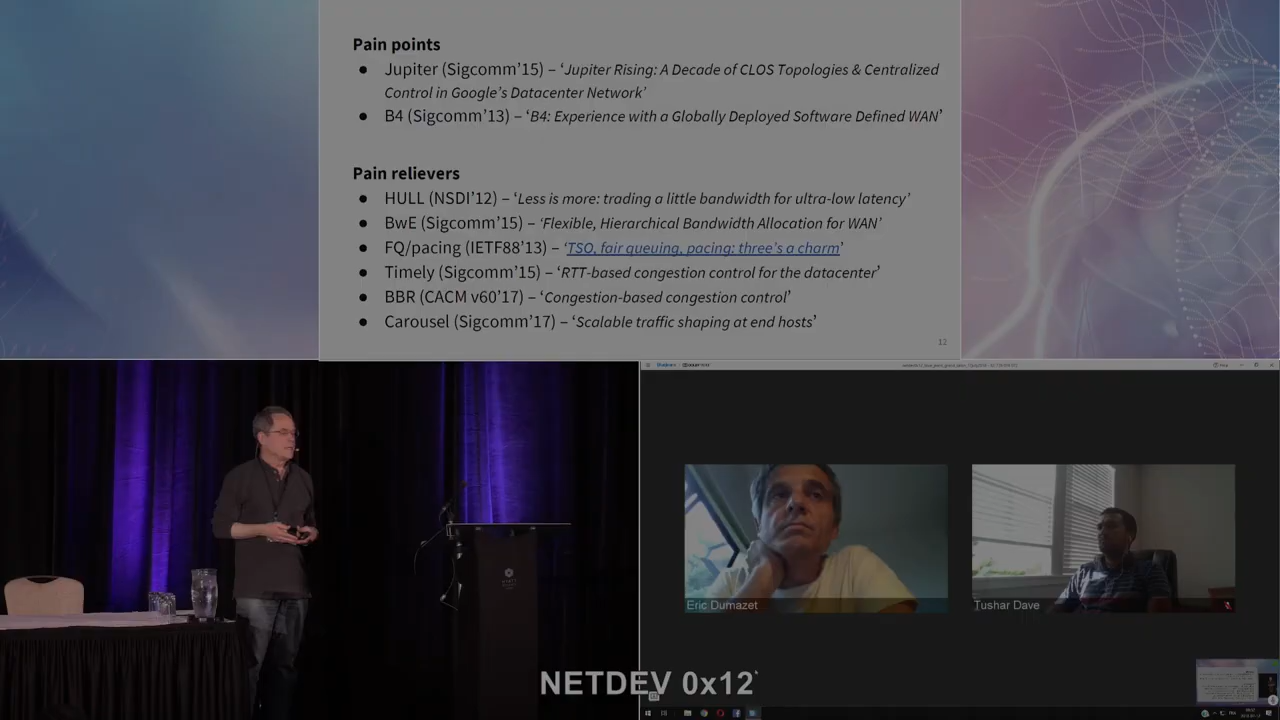 Pain points
● Jupiter (Sigcomm’15) – ‘Jupiter Rising: A Decade of CLOS Topologies & Centralized
Control in Google’s Datacenter Network’
● B4 (Sigcomm’13) – ‘B4: Experience with a Globally Deployed Software Defined WAN’
Pain relievers
● HULL (NSDI’12) – ‘Less is more: trading a little bandwidth for ultra-low latency’
● BwE (Sigcomm’15) – ‘Flexible, Hierarchical Bandwidth Allocation for WAN’
● FQ/pacing (IETF88’13) – ‘TSO, fair queuing, pacing: three’s a charm’
● Timely (Sigcomm’15) – ‘RTT-based congestion control for the datacenter’
● BBR (CACM v60’17) – ‘Congestion-based congestion control’
● Carousel (Sigcomm’17) – ‘Scalable traffic shaping at end hosts’
12
Eric Dumazet
Tushar Dave
NETDEV 0x12